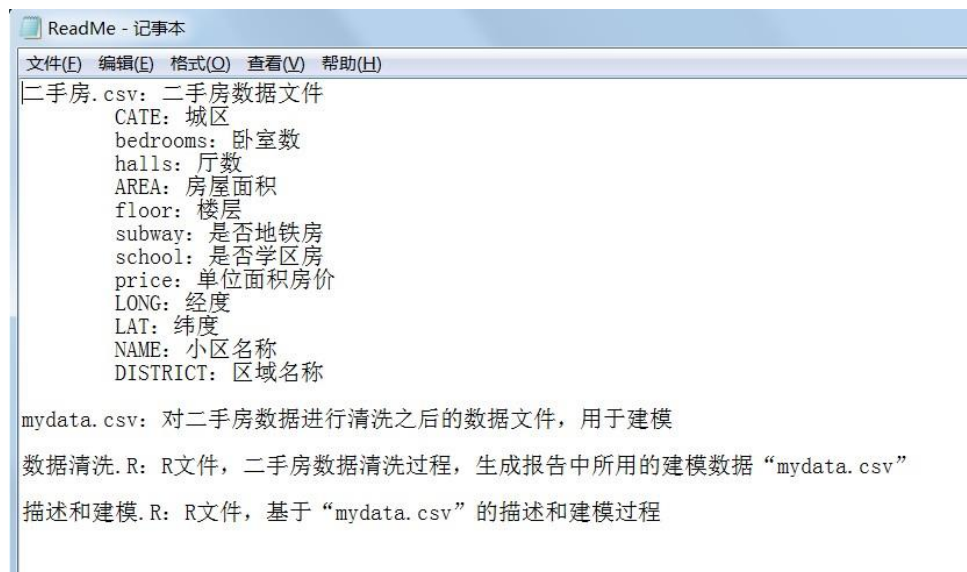 ReadMe - 记事本
文件(F) 编辑(E) 格式(O) 查看(V) 帮助(H)
二手房.csv: 二手房数据文件
CATE: 城区
bedrooms: 卧室数
halls: 厅数
AREA: 房屋面积
floor: 楼层
subway: 是否地铁房
school: 是否学区房
price: 单位面积房价
LONG: 经度
LAT: 纬度
NAME: 小区名称
DISTRICT: 区域名称
mydata.csv: 对二手房数据进行清洗之后的数据文件，用于建模
数据清洗.R: R文件，二手房数据清洗过程，生成报告中所用的建模数据“mydata.csv”
描述和建模.R: R文件，基于“mydata.csv”的描述和建模过程